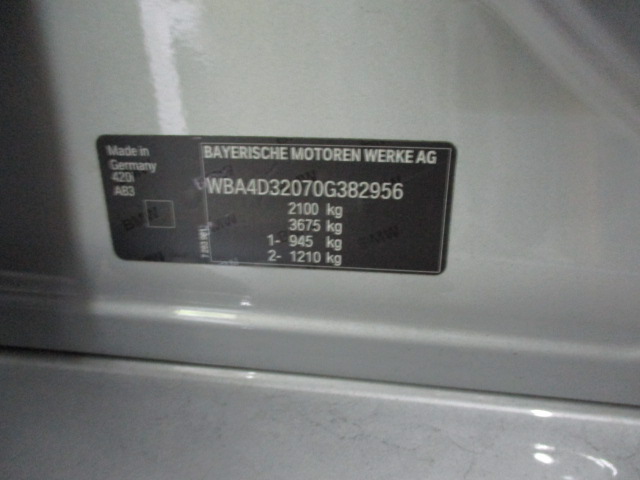 Made in
Germany
420i
A83
BAYERISCHE MOTOREN WERKE AG
WBA4D32070G382956
2100 kg
3675 kg
1- 945 kg
2- 1210 kg
BMW